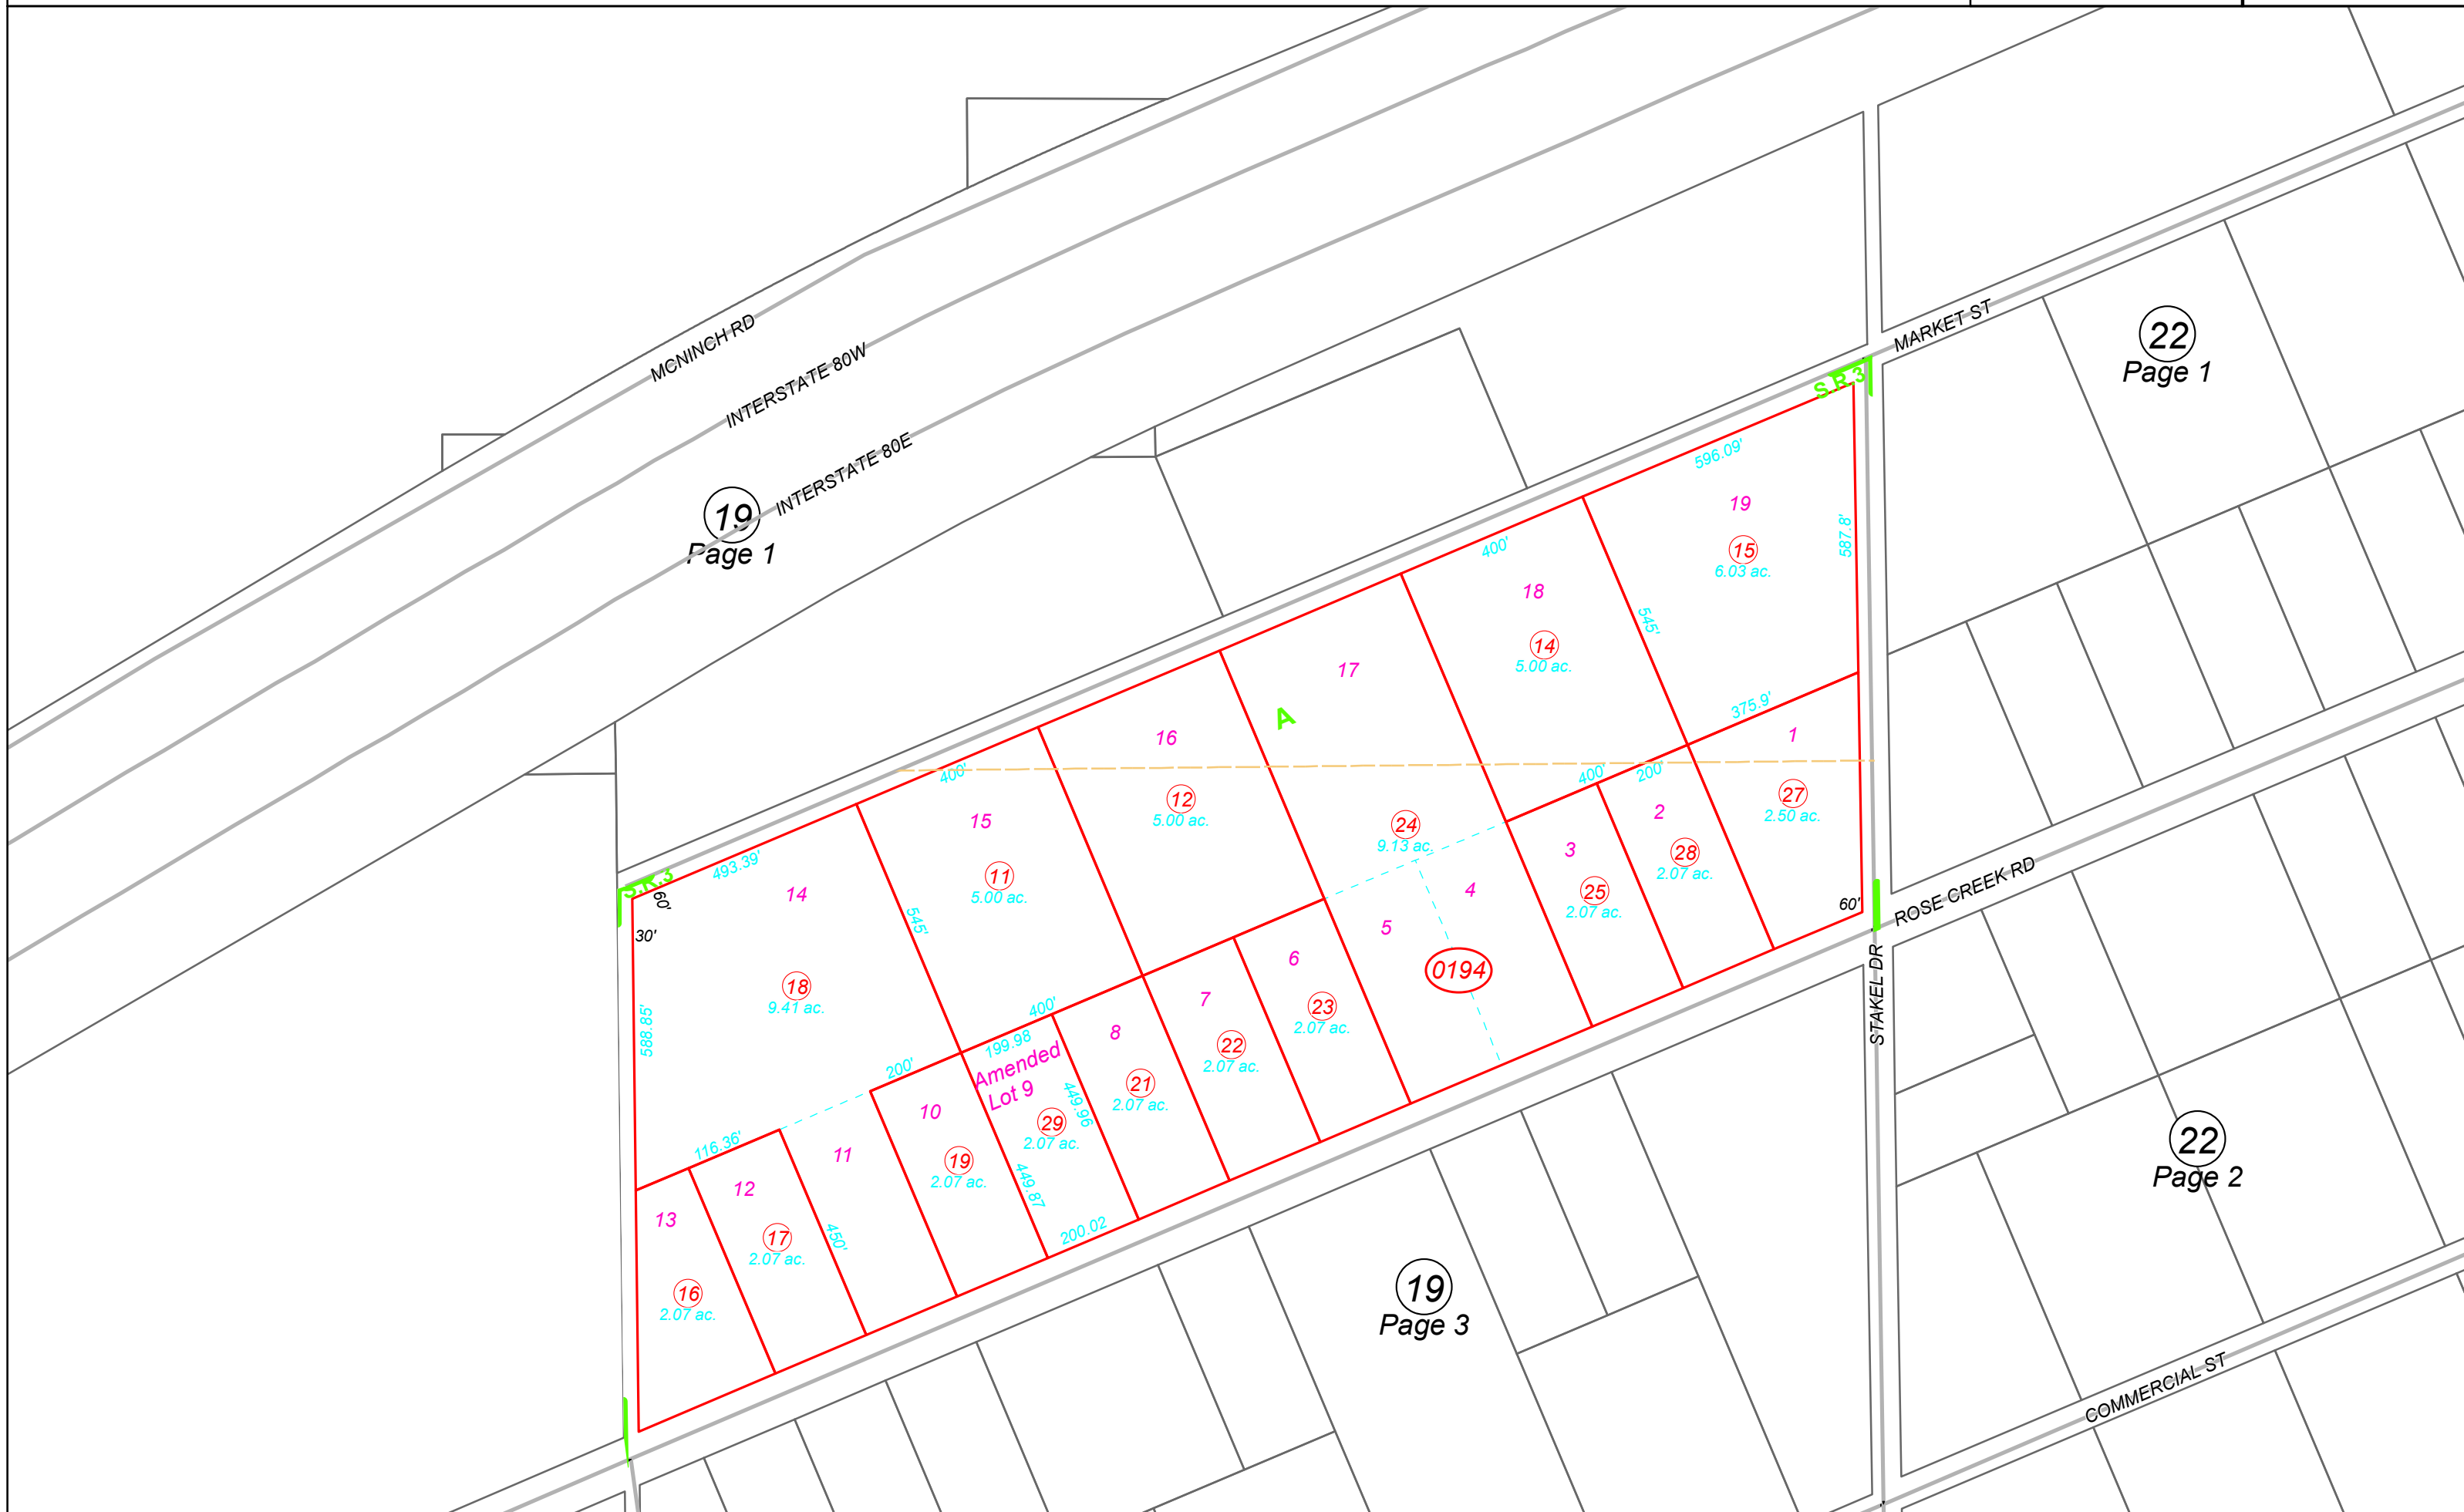 MARKET ST
22
Page 1
MCNINCH RD
INTERSTATE 80W
INTERSTATE 80E
19
Page 1
S.R.3
596.09'
19
15
6.03 ac.
587.8'
400'
18
14
5.00 ac.
545'
375.9'
17
A
16
12
5.00 ac.
400'
15
11
5.00 ac.
545'
400'
200'
1
27
2.50 ac.
2
28
2.07 ac.
3
25
2.07 ac.
24
9.13 ac.
4
5
0194
60'
ROSE CREEK RD
STAKEL DR
493.39'
S.R.3
60'
30'
14
18
9.41 ac.
588.85'
6
23
2.07 ac.
7
22
2.07 ac.
400'
199.98
8
21
2.07 ac.
Amended
Lot 9
449.96
29
2.07 ac.
449.87
200.02
200'
10
19
2.07 ac.
116.36'
11
450'
12
17
2.07 ac.
13
16
2.07 ac.
22
Page 2
19
Page 3
COMMERCIAL ST